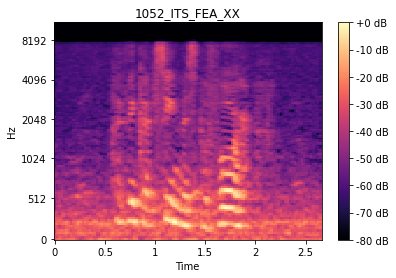 1052_ITS_FEA_XX
+0 dB
8192
-10 dB
-20 dB
4096
-30 dB
2048
-40 dB
Hz
1024
-50 dB
512
-60 dB
-70 dB
0
-80 dB
0 0.5 1 1.5 2 2.5
Time